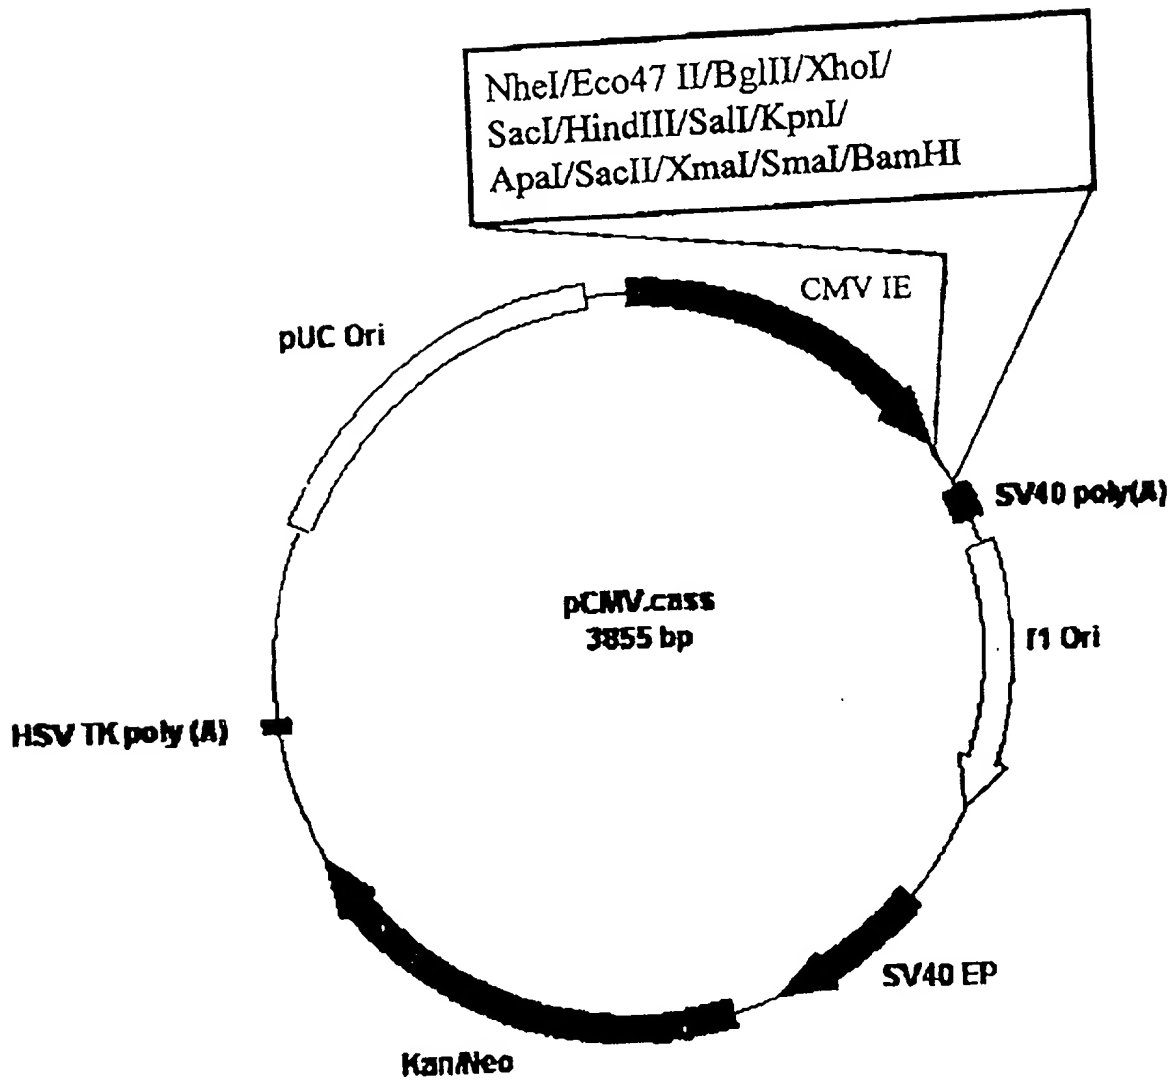 NheI/Eco47 II/BglII/XhoI/
SacI/HindIII/SalI/KpnI/
ApaI/SacII/XmaI/SmaI/BamHI
CMV IE
pUC Ori
SV40 poly(A)
pCMV.cass
3855 bp
f1 Ori
HSV TK poly (A)
SV40 EP
Kan/Neo